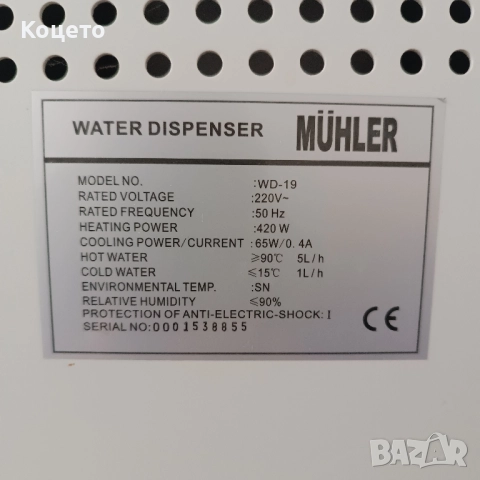 Коцето
WATER DISPENSER MÜHLER
MODEL NO. :WD-19
RATED VOLTAGE :220V~
RATED FREQUENCY :50 Hz
HEATING POWER :420W
COOLING POWER/CURRENT :65W/0.4A
HOT WATER ≥90℃ 5L/h
COLD WATER ≤15℃ 1L/h
ENVIRONMENTAL TEMP. :SN
RELATIVE HUMIDITY ≤90%
PROTECTION OF ANTI-ELECTRIC-SHOCK: I
SERIAL NO:0001538855
CE
BAZAR